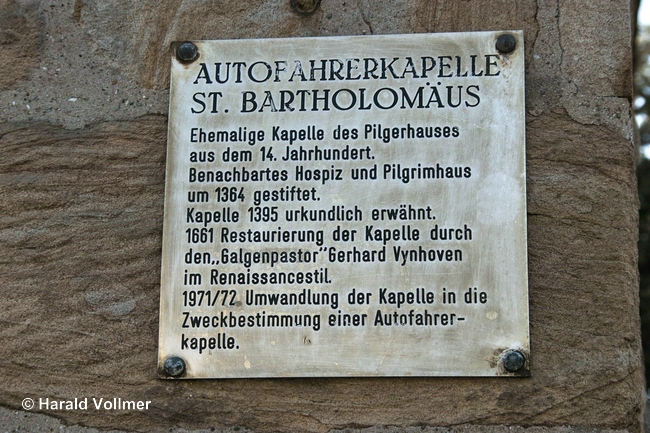 AUTOFAHRERKAPELLE
ST. BARTHOLOMÄUS
Ehemalige Kapelle des Pilgerhauses
aus dem 14. Jahrhundert.
Benachbartes Hospiz und Pilgrimhaus
um 1364 gestiftet.
Kapelle 1395 urkundlich erwähnt.
1661 Restaurierung der Kapelle durch
den„Galgenpastor"Gerhard Vynhoven
im Renaissancestil.
1971/72 Umwandlung der Kapelle in die
Zweckbestimmung einer Autofahrer-
kapelle.
© Harald Vollmer